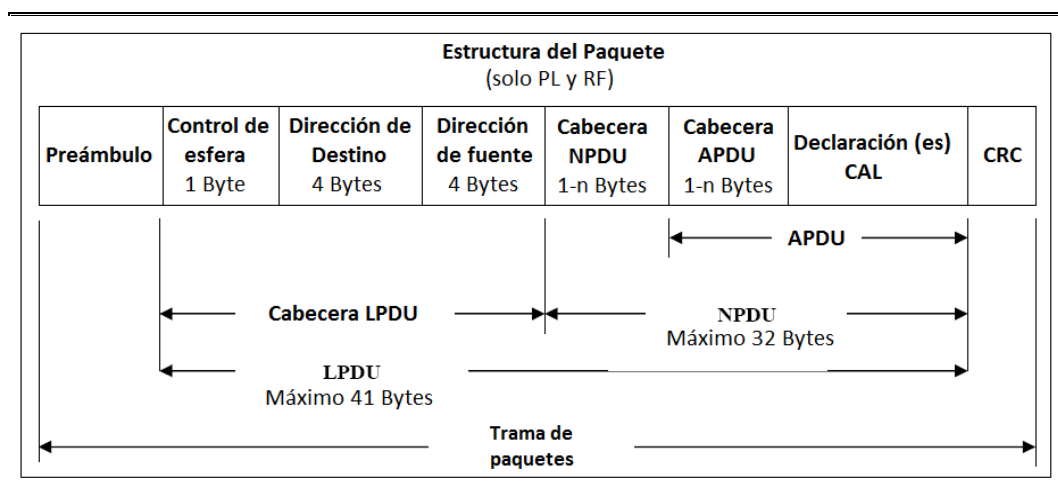 Estructura del Paquete
(solo PL y RF)
Preámbulo
Control de
esfera
1 Byte
Dirección de
Destino
4 Bytes
Dirección
de fuente
4 Bytes
Cabecera
NPDU
1-n Bytes
Cabecera
APDU
1-n Bytes
Declaración (es)
CAL
CRC
APDU
Cabecera LPDU
NPDU
Máximo 32 Bytes
LPDU
Máximo 41 Bytes
Trama de
paquetes